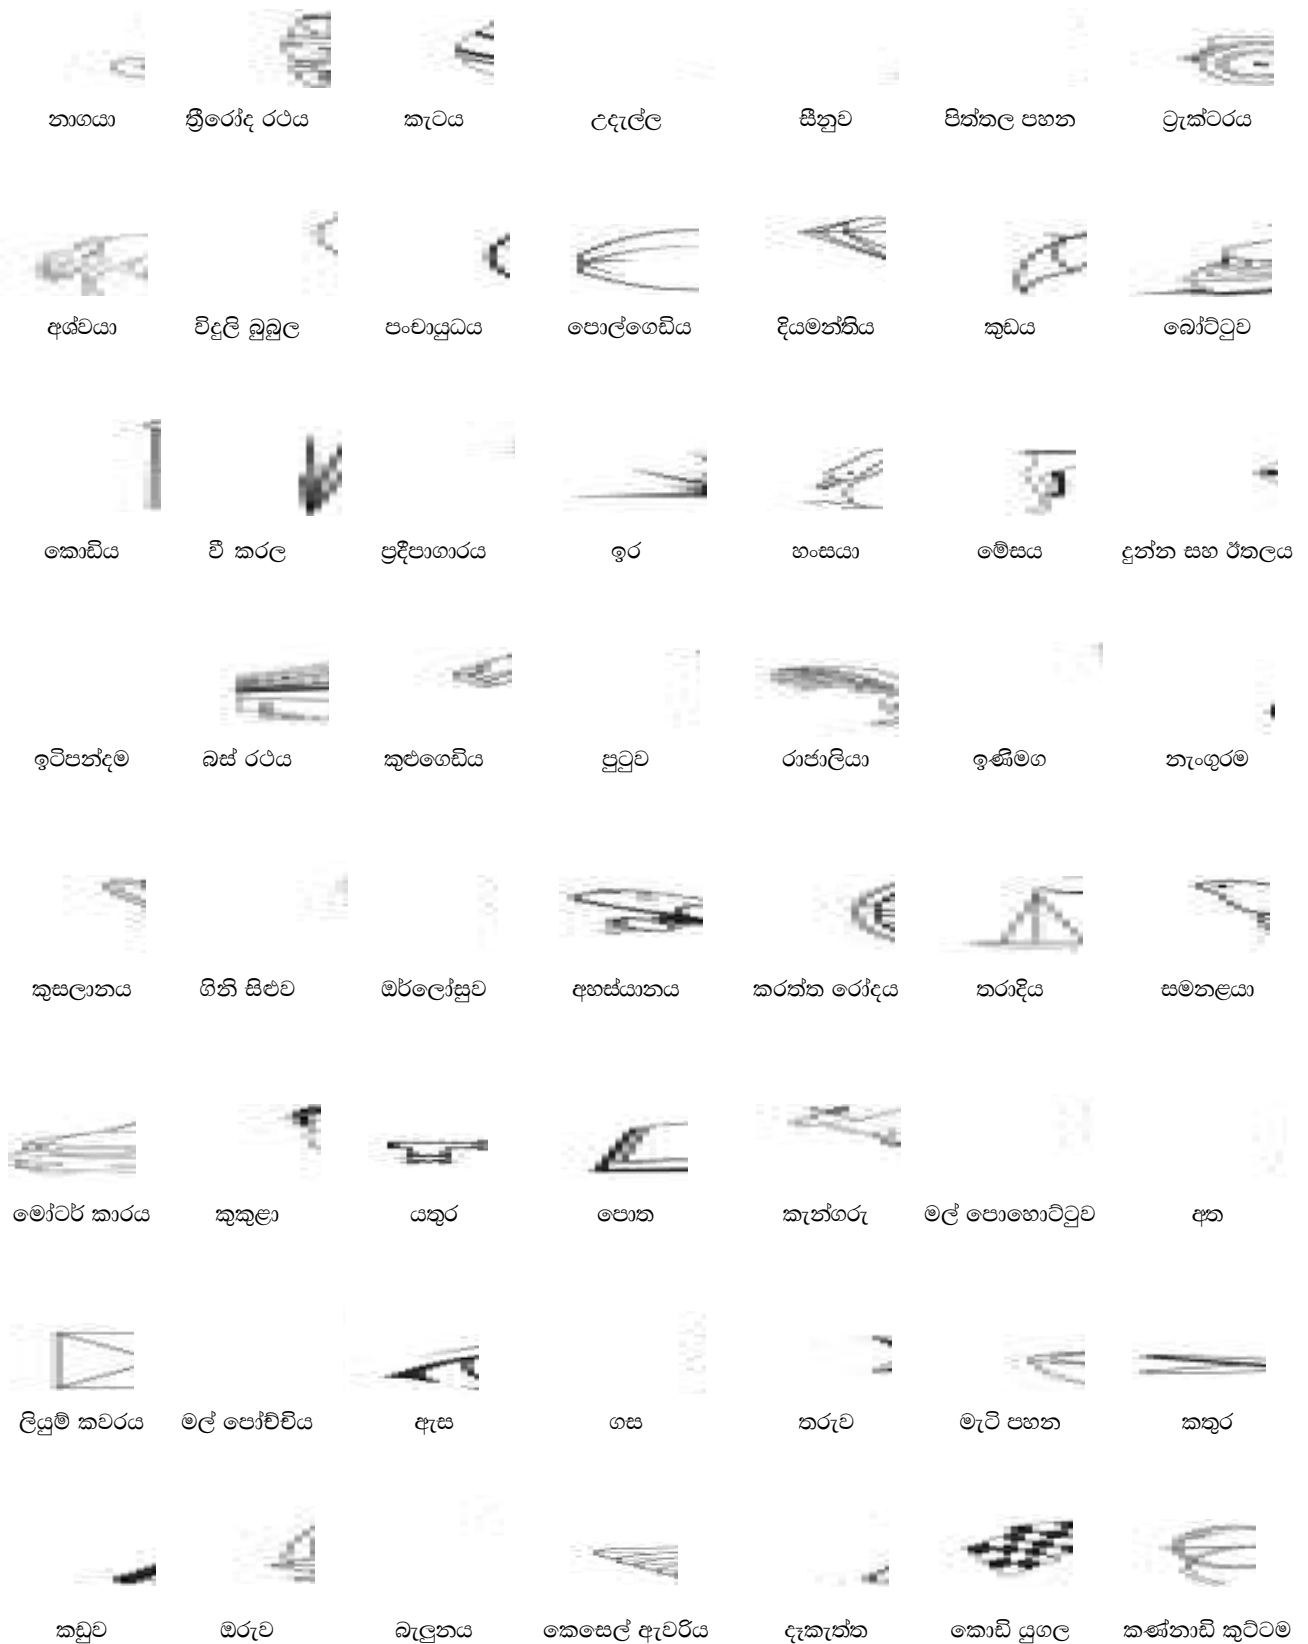 නාගයා ත්‍රීරෝද රථය කැටය උදැල්ල සීනුව පිත්තල පහන ට්‍රැක්ටරය
අශ්වයා විදුලි බුබුල පංචායුධය පොල්ගෙඩිය දියමන්තිය කුඩය බෝට්ටුව
කොඩිය වී කරල ප්‍රදීපාගාරය ඉර හංසයා මේසය දුන්න සහ ඊතලය
ඉටිපන්දම බස් රථය කුළුගෙඩිය පුටුව රාජාලියා ඉණිමග නැංගුරම
කුසලානය ගිනි සිළුව ඔර්ලෝසුව අහස්යානය කරත්ත රෝදය තරාදිය සමනළයා
මෝටර් කාරය කුකුළා යතුර පොත කැන්ගරු මල් පොහොට්ටුව අත
ලියුම් කවරය මල් පෝච්චිය ඇස ගස තරුව මැටි පහන කතුර
කඩුව ඔරුව බැලුනය කෙසෙල් ඇවරිය දෑකැත්ත කොඩි යුගල කණ්නාඩි කුට්ටම